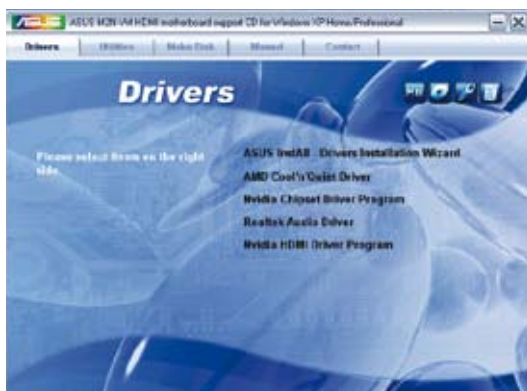 ASUS M2N-VM HDMI motherboard support CD for Windows XP Home/Professional
Drivers Utilities Make Disk Manual Contact
Drivers
Please select items on the right side.
ASUS InstAll - Drivers Installation Wizard
AMD Cool'n'Quiet Driver
Nvidia Chipset Driver Program
Realtek Audio Driver
Nvidia HDMI Driver Program